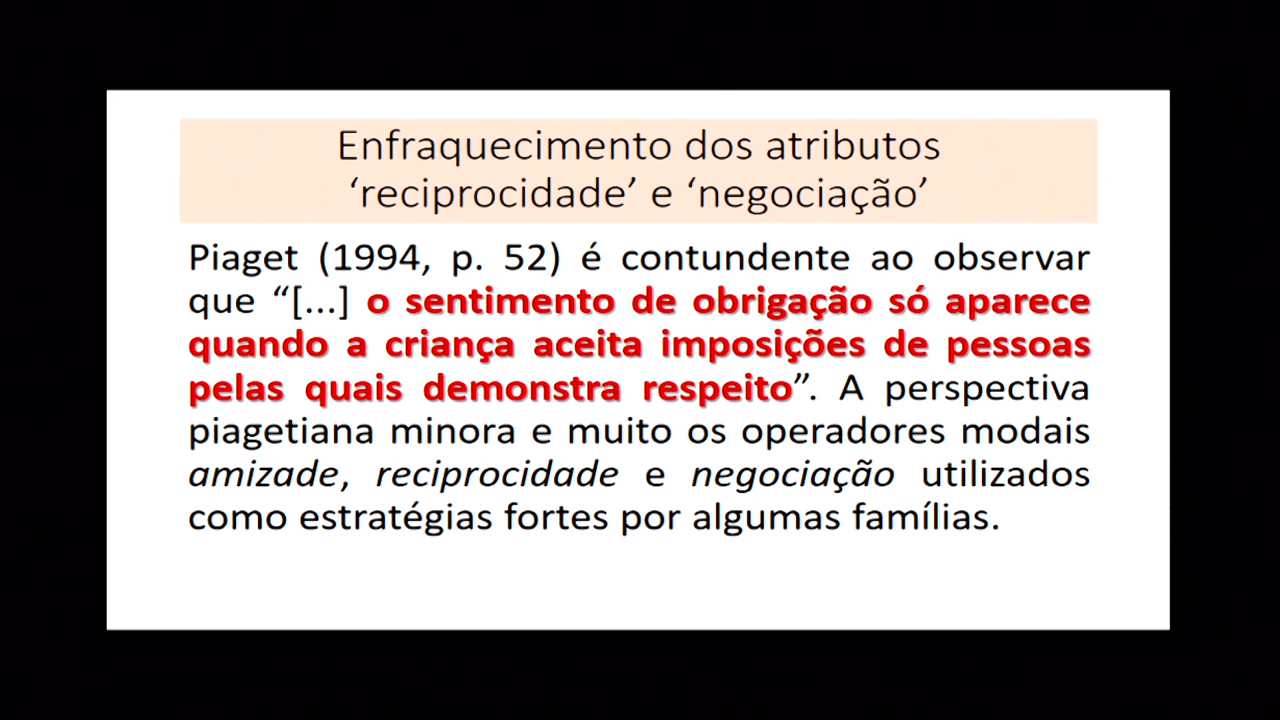 Enfraquecimento dos atributos
‘reciprocidade’ e ‘negociação’
Piaget (1994, p. 52) é contundente ao observar
que “[...] o sentimento de obrigação só aparece
quando a criança aceita imposições de pessoas
pelas quais demonstra respeito”. A perspectiva
piagetiana minora e muito os operadores modais
amizade, reciprocidade e negociação utilizados
como estratégias fortes por algumas famílias.